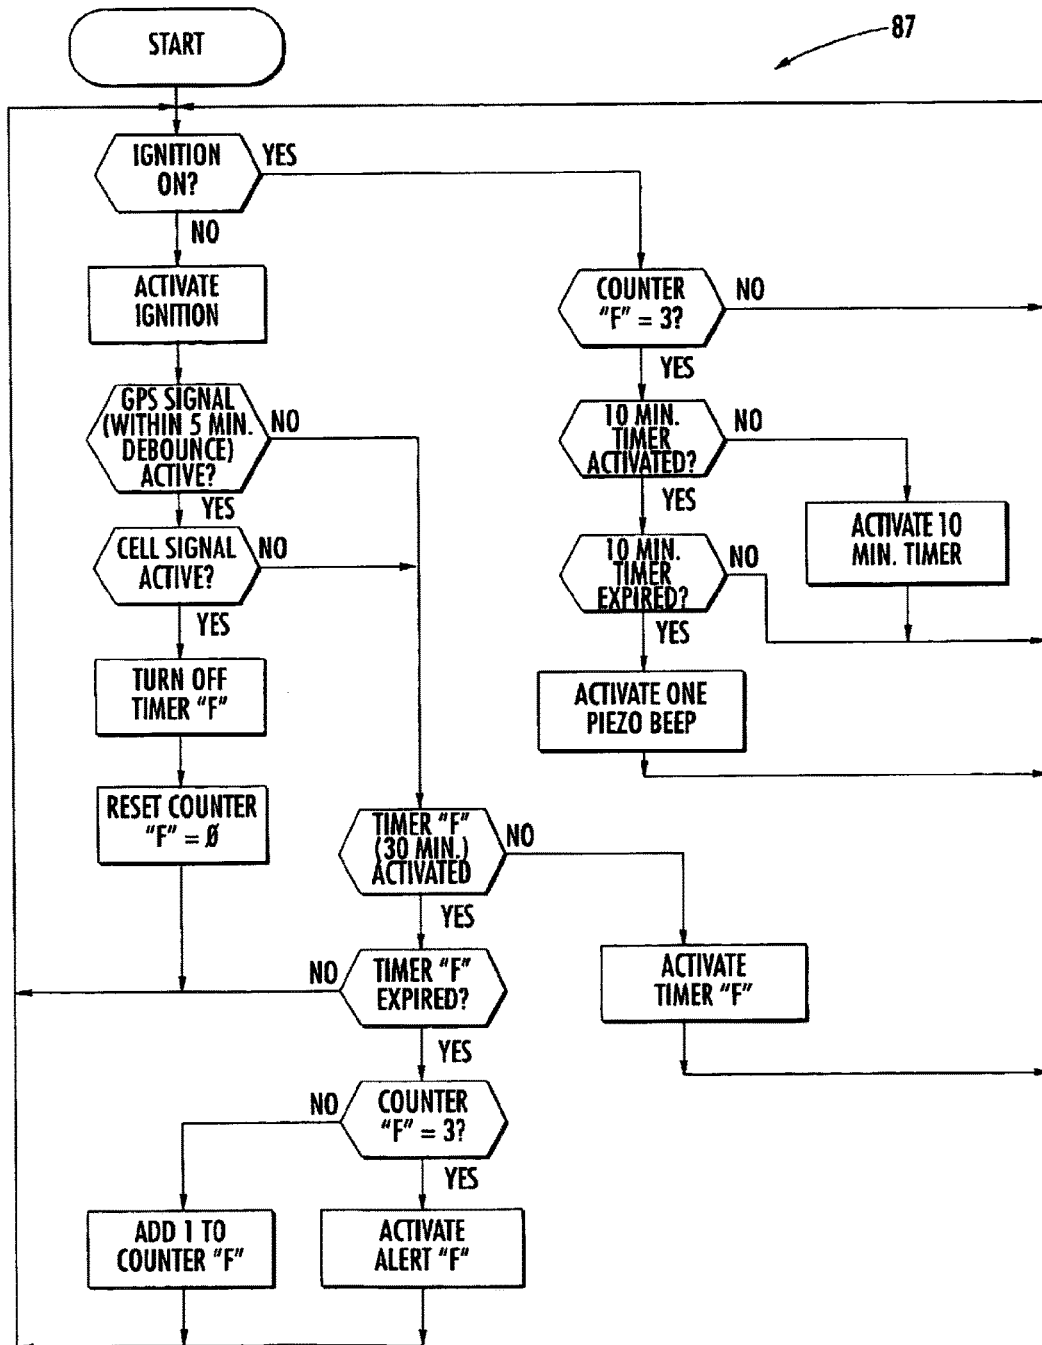 START
87
IGNITION
ON?
YES
NO
ACTIVATE
IGNITION
COUNTER
"F" = 3?
NO
YES
GPS SIGNAL
(WITHIN 5 MIN.
DEBOUNCE)
ACTIVE?
NO
YES
10 MIN.
TIMER
ACTIVATED?
NO
YES
ACTIVATE 10
MIN. TIMER
CELL SIGNAL
ACTIVE?
NO
YES
10 MIN.
TIMER
EXPIRED?
NO
YES
TURN OFF
TIMER "F"
ACTIVATE ONE
PIEZO BEEP
RESET COUNTER
"F" = Ø
TIMER "F"
(30 MIN.)
ACTIVATED
NO
YES
ACTIVATE
TIMER "F"
TIMER "F"
EXPIRED?
NO
YES
COUNTER
"F" = 3?
NO
YES
ADD 1 TO
COUNTER "F"
ACTIVATE
ALERT "F"